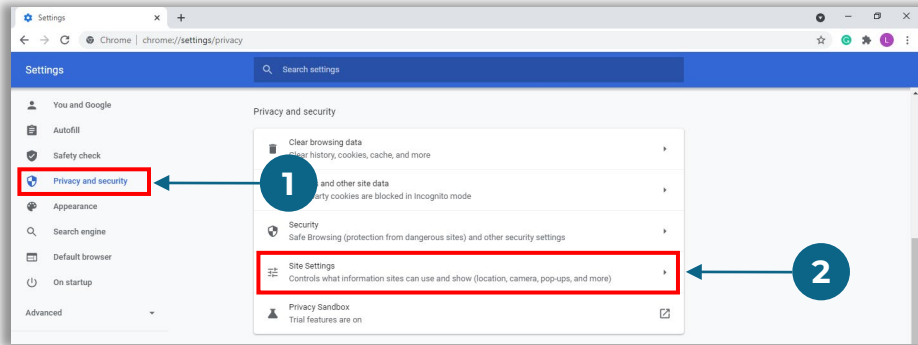 Settings
Chrome | chrome://settings/privacy
L
Settings
Search settings
You and Google
Autofill
Safety check
Privacy and security
Appearance
Search engine
Default browser
On startup
Advanced
Privacy and security
Clear browsing data
Clear history, cookies, cache, and more
and other site data
cookies are blocked in Incognito mode
Security
Safe Browsing (protection from dangerous sites) and other security settings
Site Settings
Controls what information sites can use and show (location, camera, pop-ups, and more)
Privacy Sandbox
Trial features are on
1
2